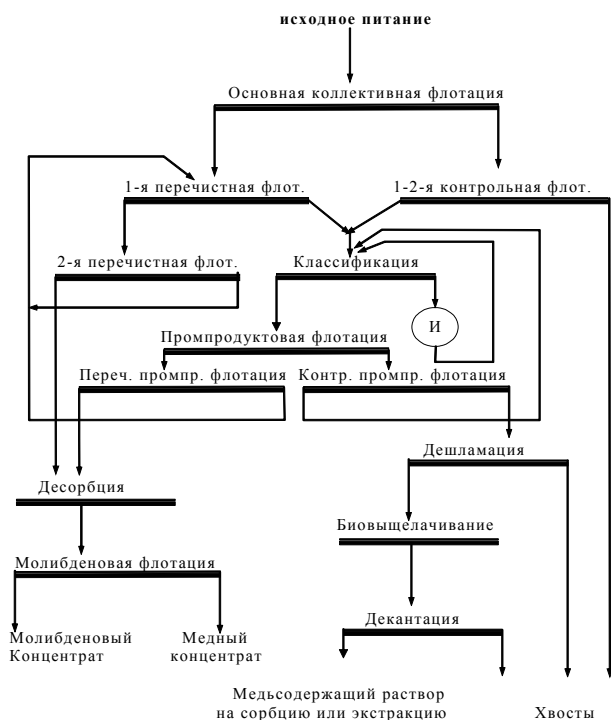 исходное питание
Основная коллективная флотация
1-я перечистная флот.
1-2-я контрольная флот.
2-я перечистная флот.
Классификация
И
Промпродуктовая флотация
Переч. промпр. флотация
Контр. промпр. флотация
Дешламация
Десорбция
Биовыщелачивание
Молибденовая флотация
Декантация
Молибденовый
Концентрат
Медный
концентрат
Медьсодержащий раствор
на сорбцию или экстракцию
Хвосты